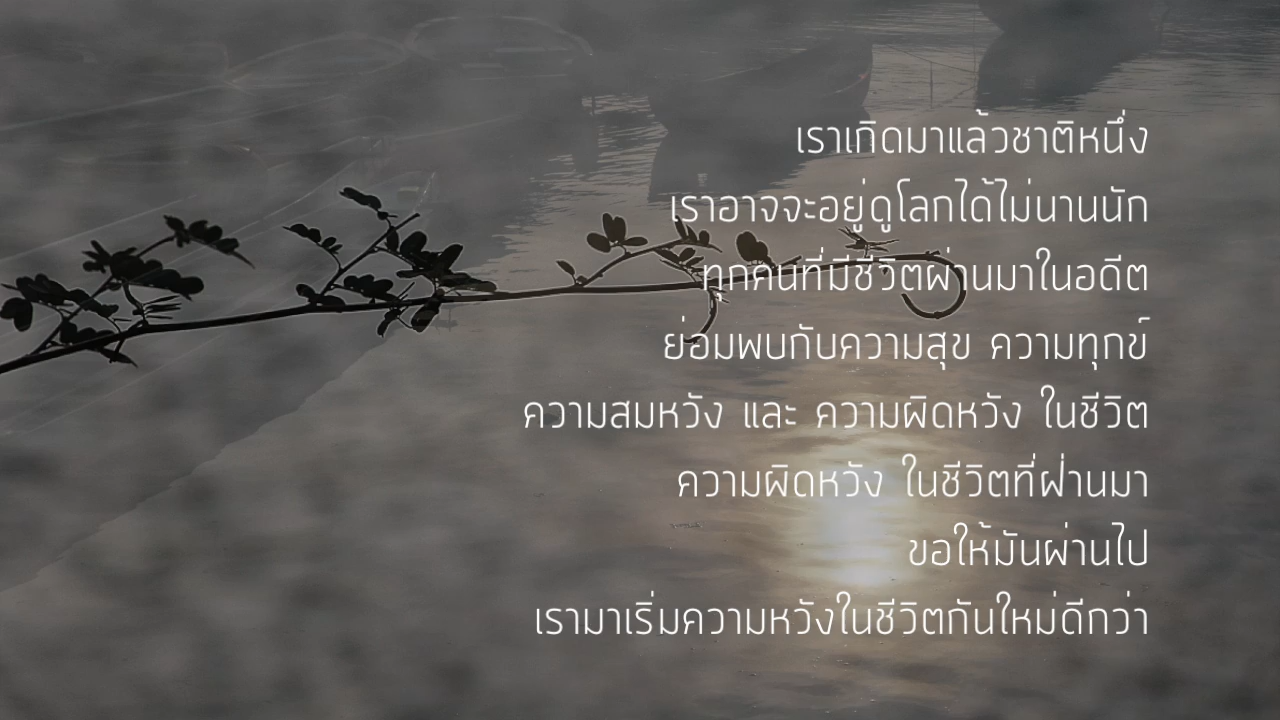 เราเกิดมาแล้วชาติหนึ่ง
เราอาจจะอยู่ดูโลกได้ไม่นานนัก
ทุกคนที่มีชีวิตผ่านมาในอดีต
ย่อมพบกับความสุข ความทุกข์
ความสมหวัง และ ความผิดหวัง ในชีวิต
ความผิดหวัง ในชีวิตที่ฝ่านมา
ขอให้มันผ่านไป
เรามาเริ่มความหวังในชีวิตกันใหม่ดีกว่า